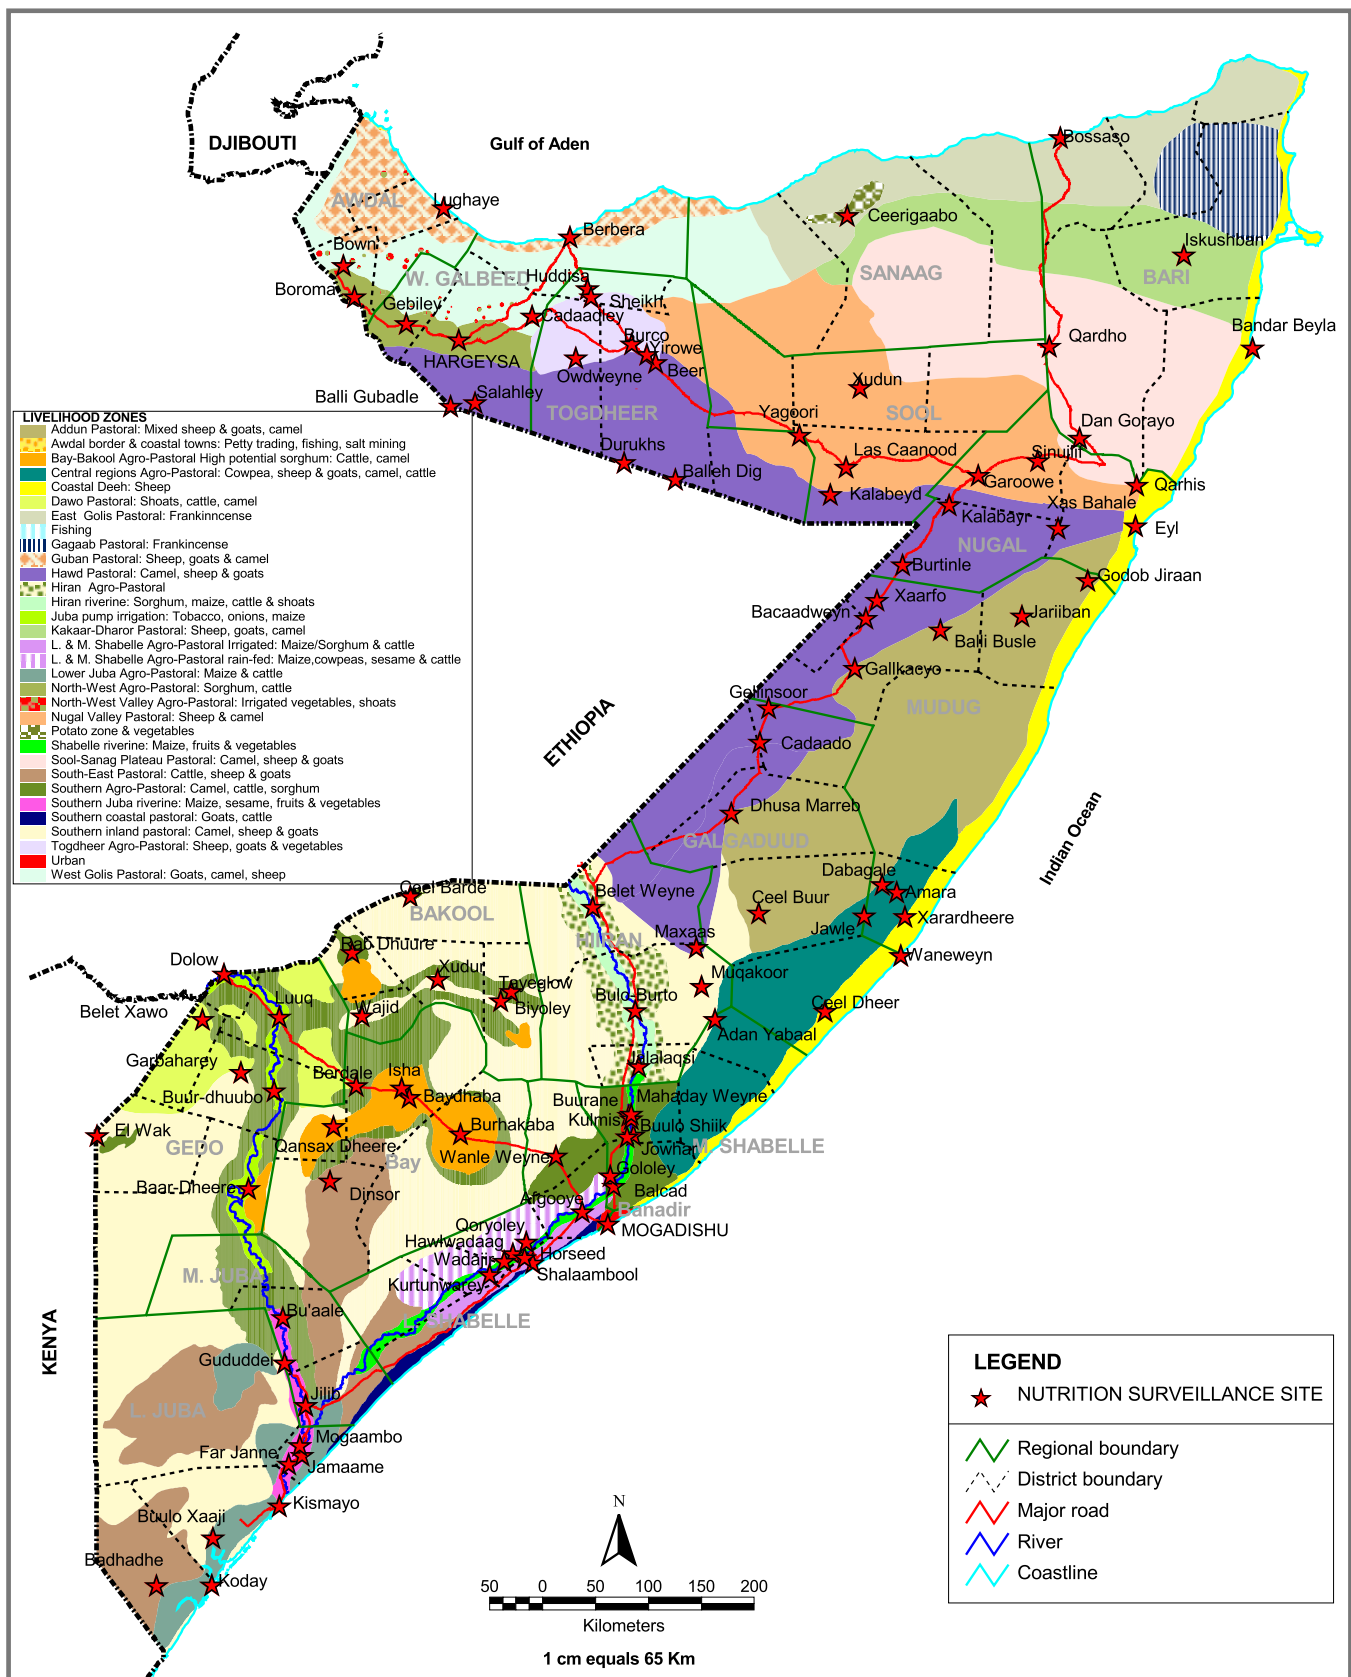 DJIBOUTI
Gulf of Aden
Bossaso
AWDAL
Lughaye
Ceerigaabo
Berbera
Bown
Iskushban
W. GALBEED
Huddisa
SANAAG
BARI
Boroma
Gebiley
Sheikh
Cadaadley
Bandar Beyla
Burco
Qardho
Yirowe
HARGEYSA
Beer
Owdweyne
Xudun
Balli Gubadle
Salahley
TOGDHEER
Yagoori
SOOL
Dan Gorayo
Durukhs
Las Caanood
Sinujiif
Balleh Dig
Garoowe
Qarhis
Kalabeyd
Xas Bahale
Kalabayr
Eyl
NUGAL
Burtinle
Godob Jiraan
Xaarfo
Bacaadweyn
Jariiban
Balli Busle
Gallkacyo
Gellinsoor
MUDUG
ETHIOPIA
Cadaado
Dhusa Marreb
GALGADUUD
Indian Ocean
LIVELIHOOD ZONES
Addun Pastoral: Mixed sheep & goats, camel
Awdal border & coastal towns: Petty trading, fishing, salt mining
Bay-Bakool Agro-Pastoral High potential sorghum: Cattle, camel
Central regions Agro-Pastoral: Cowpea, sheep & goats, camel, cattle
Coastal Deeh: Sheep
Dawo Pastoral: Shoats, cattle, camel
East Golis Pastoral: Frankinncense
Fishing
Gagaab Pastoral: Frankincense
Guban Pastoral: Sheep, goats & camel
Hawd Pastoral: Camel, sheep & goats
Hiran Agro-Pastoral
Hiran riverine: Sorghum, maize, cattle & shoats
Juba pump irrigation: Tobacco, onions, maize
Kakaar-Dharor Pastoral: Sheep, goats, camel
L. & M. Shabelle Agro-Pastoral Irrigated: Maize/Sorghum & cattle
L. & M. Shabelle Agro-Pastoral rain-fed: Maize,cowpeas, sesame & cattle
Lower Juba Agro-Pastoral: Maize & cattle
North-West Agro-Pastoral: Sorghum, cattle
North-West Valley Agro-Pastoral: Irrigated vegetables, shoats
Nugal Valley Pastoral: Sheep & camel
Potato zone & vegetables
Shabelle riverine: Maize, fruits & vegetables
Sool-Sanag Plateau Pastoral: Camel, sheep & goats
South-East Pastoral: Cattle, sheep & goats
Southern Agro-Pastoral: Camel, cattle, sorghum
Southern Juba riverine: Maize, sesame, fruits & vegetables
Southern coastal pastoral: Goats, cattle
Southern inland pastoral: Camel, sheep & goats
Togdheer Agro-Pastoral: Sheep, goats & vegetables
Urban
West Golis Pastoral: Goats, camel, sheep
Ceel Barde
Belet Weyne
Dabagale
Amara
Ceel Buur
BAKOOL
Xarardheere
Jawle
HIIRAN
Maxaas
Rab Dhuure
Waneweyn
Dolow
Xudur
Muqakoor
Tayeglow
Bulo-Burto
Luuq
Wajid
Biyoley
Ceel Dheer
Belet Xawo
Adan Yabaal
Garbaharey
Jalalaqsi
Berdale
Isha
Buur-dhuubo
Baydhaba
Buurane
Mahaday Weyne
Kulmis
El Wak
Burhakaba
Buulo Shiik
GEDO
Qansax Dheere
Wanle Weyne
Jowhar
M. SHABELLE
Bay
Gololey
Baar-Dheere
Dinsor
Balcad
Afgooye
Banadir
Qoryoley
MOGADISHU
Hawlwadaag
Wadajir
Horseed
M. JUBA
Kurtunwarey
Shalaambool
Bu'aale
L. SHABELLE
KENYA
Gududdei
Jilib
L. JUBA
Mogaambo
Far Janne
Jamaame
Kismayo
Buulo Xaaji
Badhadhe
Koday
LEGEND
NUTRITION SURVEILLANCE SITE
Regional boundary
District boundary
Major road
River
Coastline
N
50 0 50 100 150 200
Kilometers
1 cm equals 65 Km